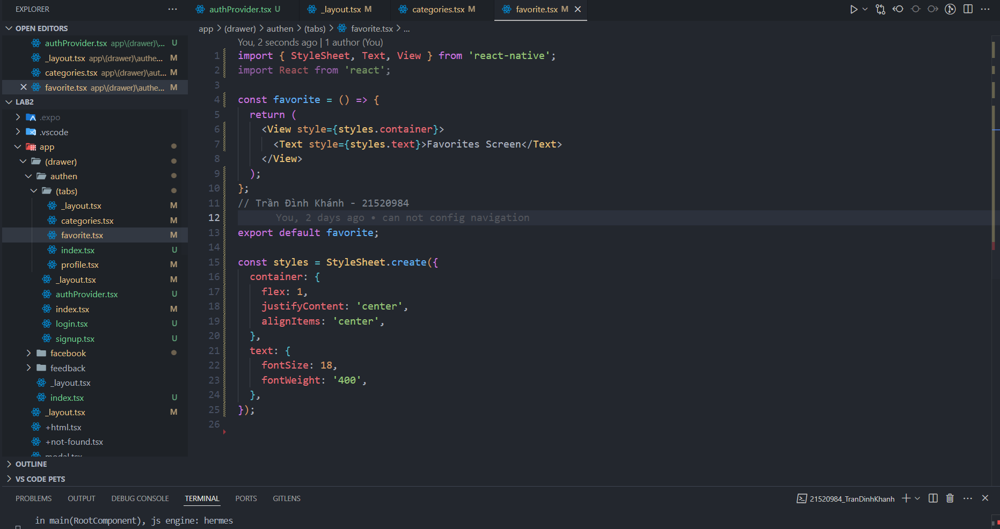 EXPLORER
OPEN EDITORS
authProvider.tsx app\(drawer)\... U
_layout.tsx app\(drawer)\authe... M
categories.tsx app\(drawer)\aut... M
favorite.tsx app\(drawer)\authe... M
LAB2
.expo
.vscode
app
(drawer)
authen
(tabs)
_layout.tsx M
categories.tsx M
favorite.tsx M
index.tsx U
profile.tsx M
_layout.tsx M
authProvider.tsx U
index.tsx M
login.tsx U
signup.tsx U
facebook
feedback
_layout.tsx
index.tsx U
_layout.tsx M
+html.tsx
+not-found.tsx
modal.tsx
OUTLINE
VS CODE PETS
authProvider.tsx U
_layout.tsx M
categories.tsx M
favorite.tsx M
app > (drawer) > authen > (tabs) > favorite.tsx > ...
You, 2 seconds ago | 1 author (You)
1 import { StyleSheet, Text, View } from 'react-native';
2 import React from 'react';
3
4 const favorite = () => {
5 return (
6 <View style={styles.container}>
7 <Text style={styles.text}>Favorites Screen</Text>
8 </View>
9 );
10 };
11 // Trần Đình Khánh - 21520984
12 You, 2 days ago • can not config navigation
13 export default favorite;
14
15 const styles = StyleSheet.create({
16 container: {
17 flex: 1,
18 justifyContent: 'center',
19 alignItems: 'center',
20 },
21 text: {
22 fontSize: 18,
23 fontWeight: '400',
24 },
25 });
26
PROBLEMS OUTPUT DEBUG CONSOLE TERMINAL PORTS GITLENS
21520984_TranDinhKhanh
in main(RootComponent), js engine: hermes